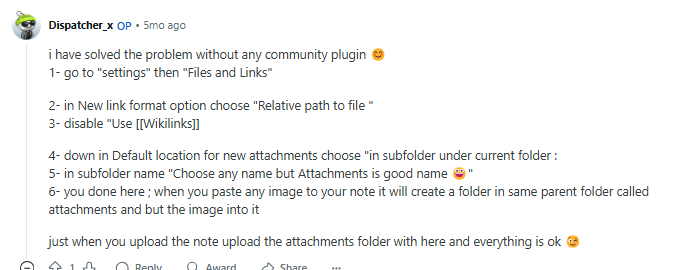 Dispatcher_x OP • 5mo ago
i have solved the problem without any community plugin 😊
1- go to "settings" then "Files and Links"
2- in New link format option choose "Relative path to file "
3- disable "Use [[Wikilinks]]
4- down in Default location for new attachments choose "in subfolder under current folder :
5- in subfolder name "Choose any name but Attachments is good name 😀 "
6- you done here ; when you paste any image to your note it will create a folder in same parent folder called
attachments and but the image into it
just when you upload the note upload the attachments folder with here and everything is ok 😉
1 Reply Award Share ...